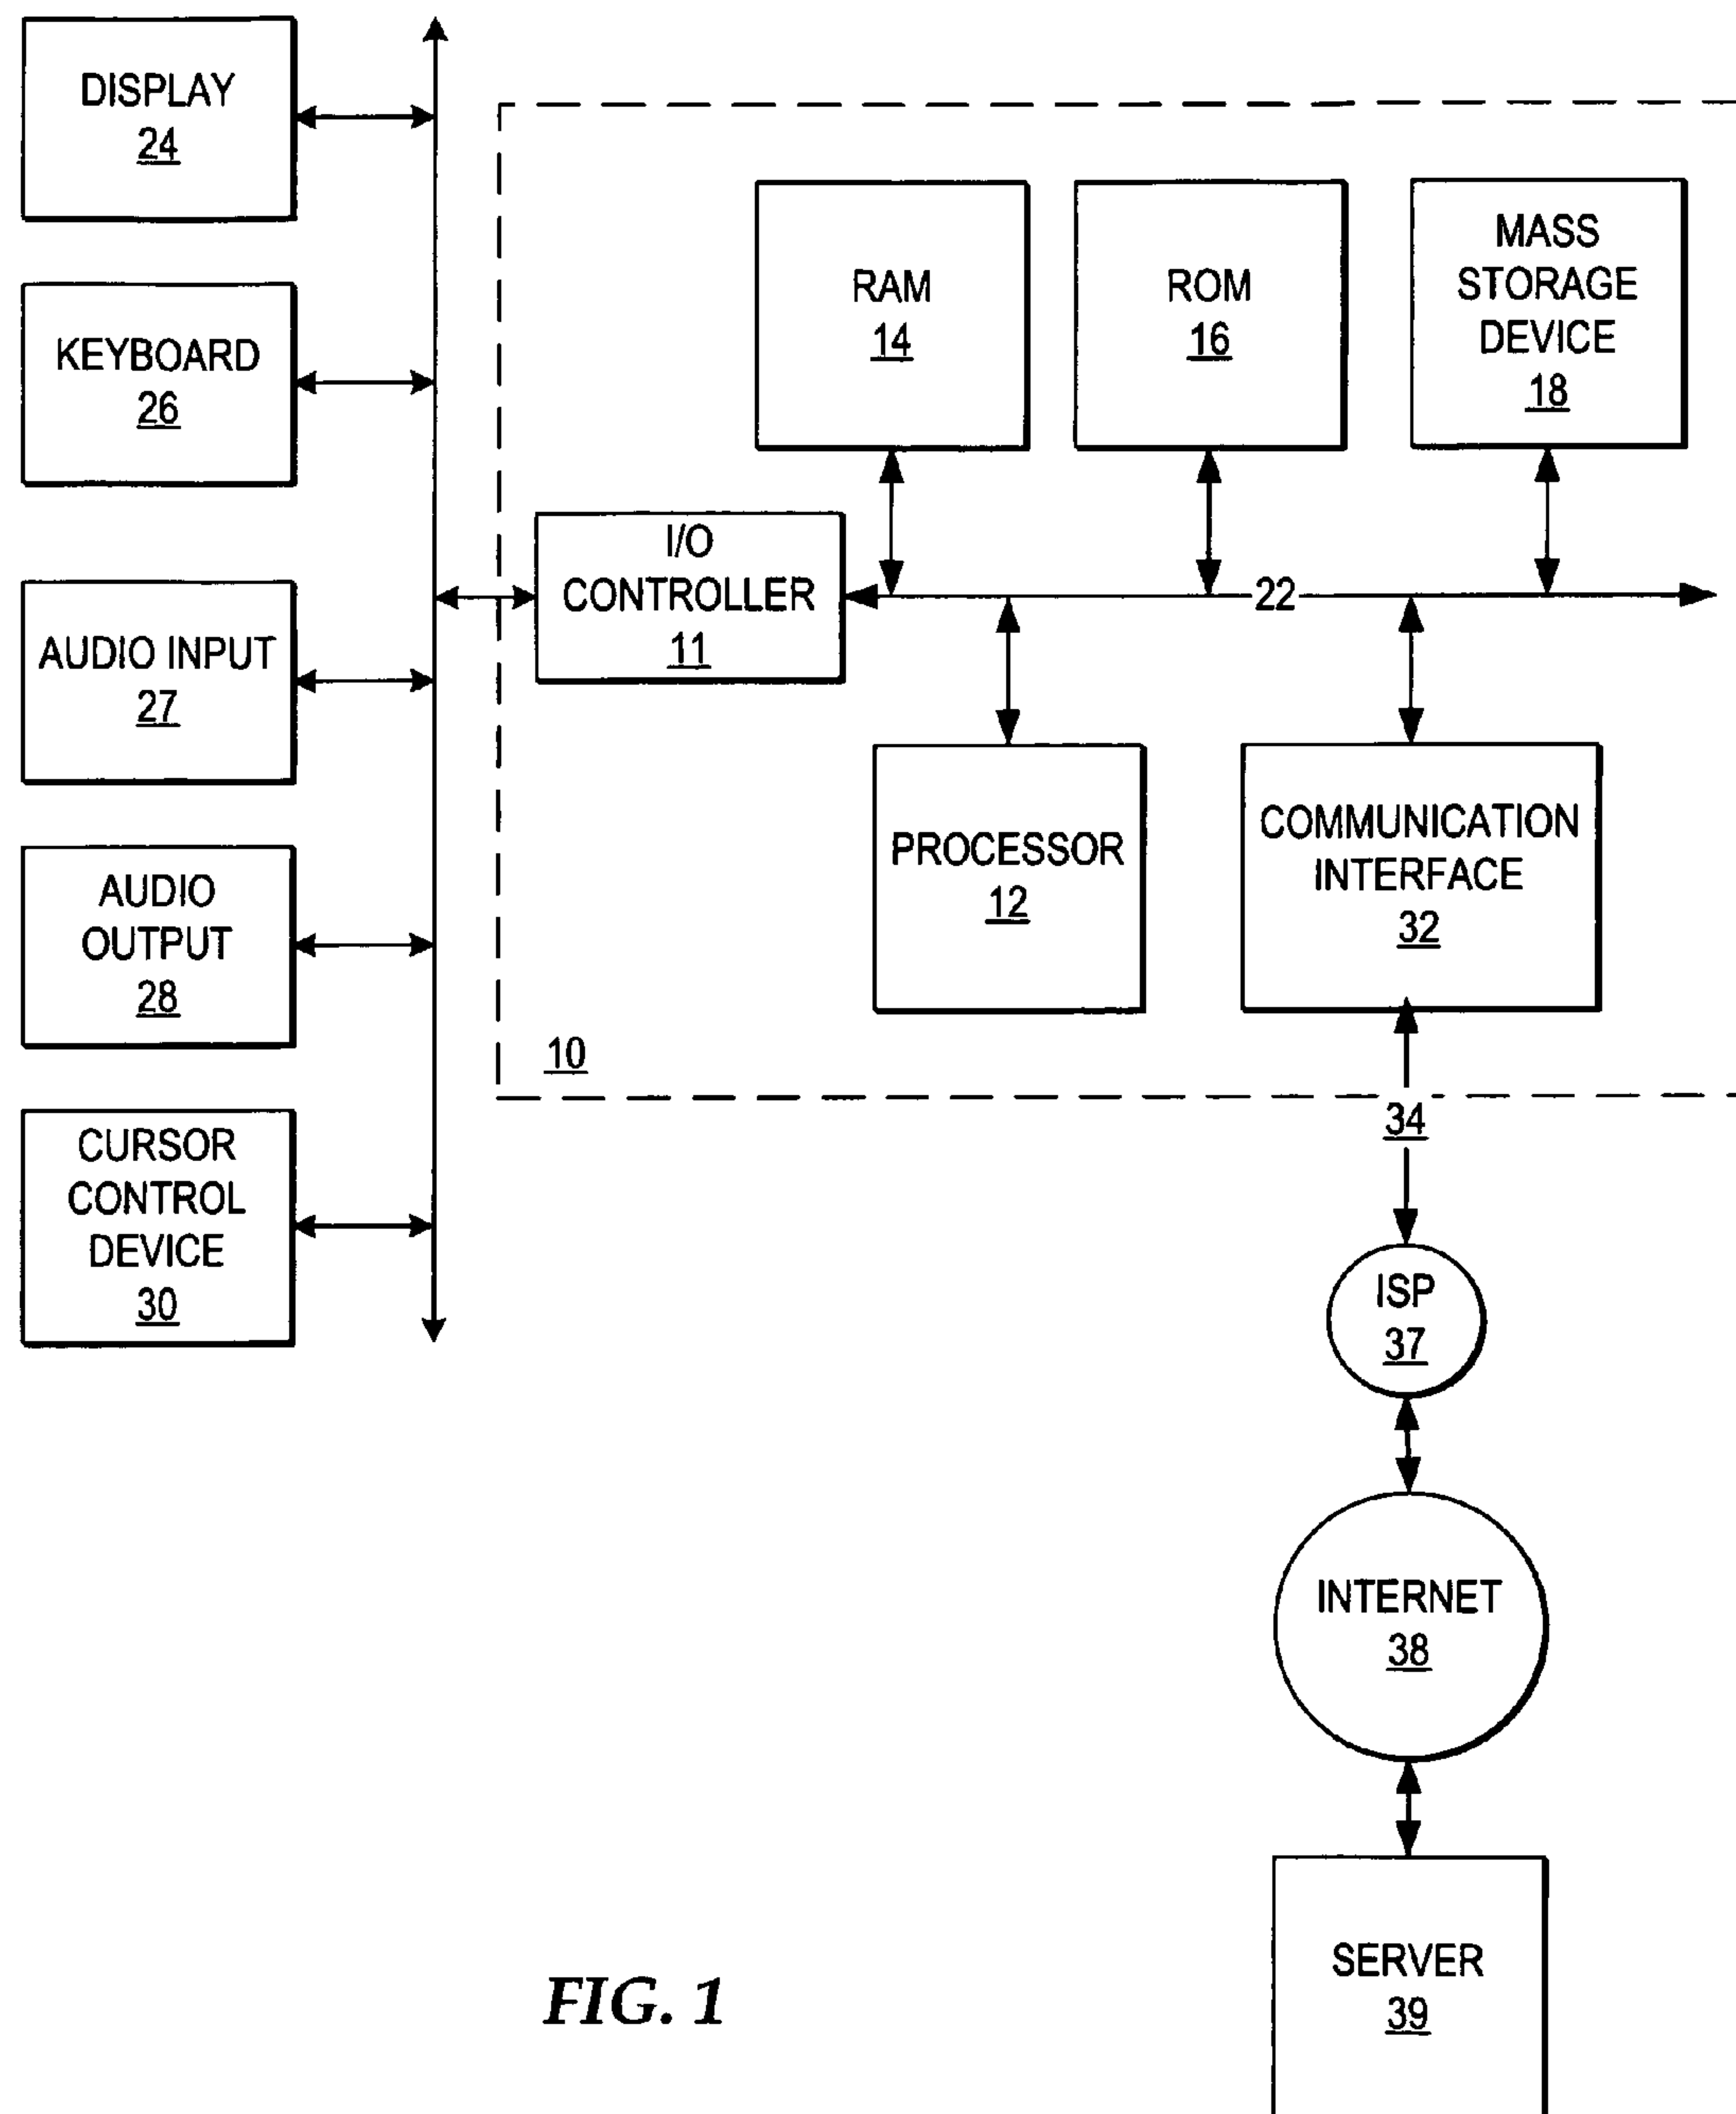 DISPLAY
24
KEYBOARD
26
AUDIO INPUT
27
AUDIO
OUTPUT
28
CURSOR
CONTROL
DEVICE
30
RAM
14
ROM
16
MASS
STORAGE
DEVICE
18
I/O
CONTROLLER
11
22
PROCESSOR
12
COMMUNICATION
INTERFACE
32
10
34
ISP
37
INTERNET
38
SERVER
39
FIG. 1